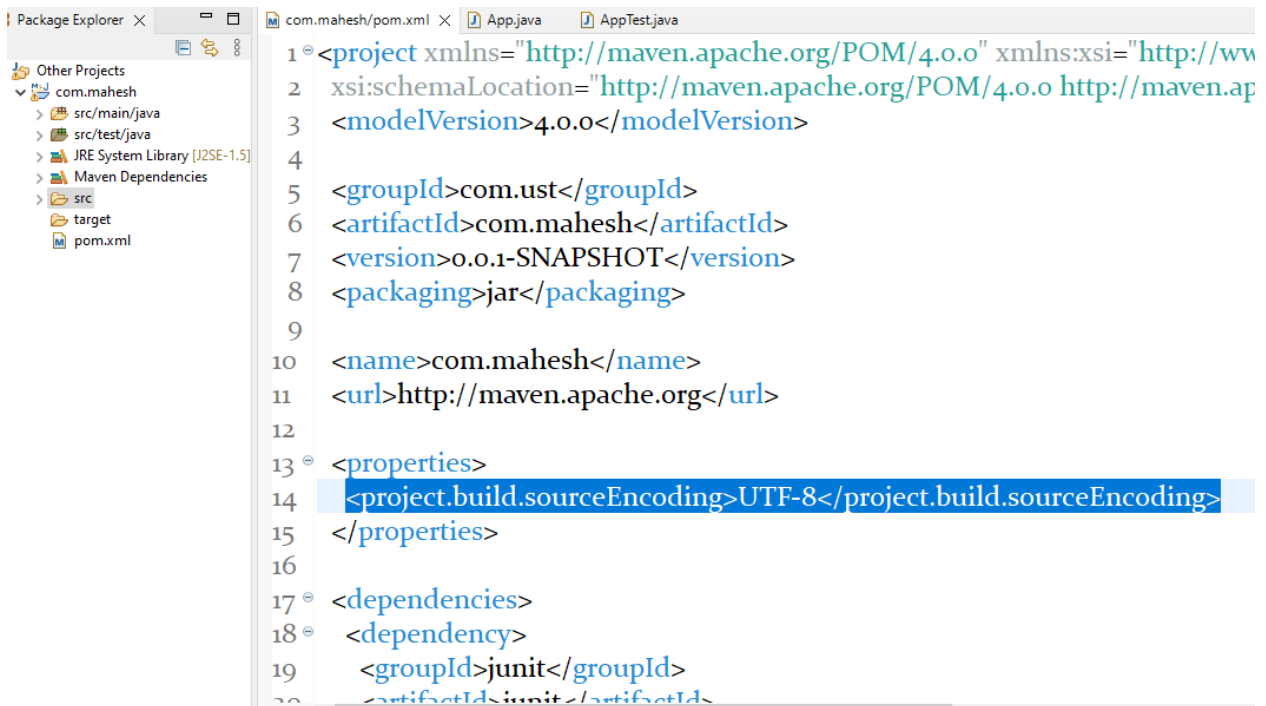 Package Explorer
Other Projects
com.mahesh
src/main/java
src/test/java
JRE System Library [J2SE-1.5]
Maven Dependencies
src
target
pom.xml
com.mahesh/pom.xml App.java AppTest.java
1 <project xmlns="http://maven.apache.org/POM/4.0.0" xmlns:xsi="http://ww
2 xsi:schemaLocation="http://maven.apache.org/POM/4.0.0 http://maven.ap
3 <modelVersion>4.0.0</modelVersion>
4
5 <groupId>com.ust</groupId>
6 <artifactId>com.mahesh</artifactId>
7 <version>0.0.1-SNAPSHOT</version>
8 <packaging>jar</packaging>
9
10 <name>com.mahesh</name>
11 <url>http://maven.apache.org</url>
12
13 <properties>
14 <project.build.sourceEncoding>UTF-8</project.build.sourceEncoding>
15 </properties>
16
17 <dependencies>
18 <dependency>
19 <groupId>junit</groupId>
20 <artifactId>junit</artifactId>